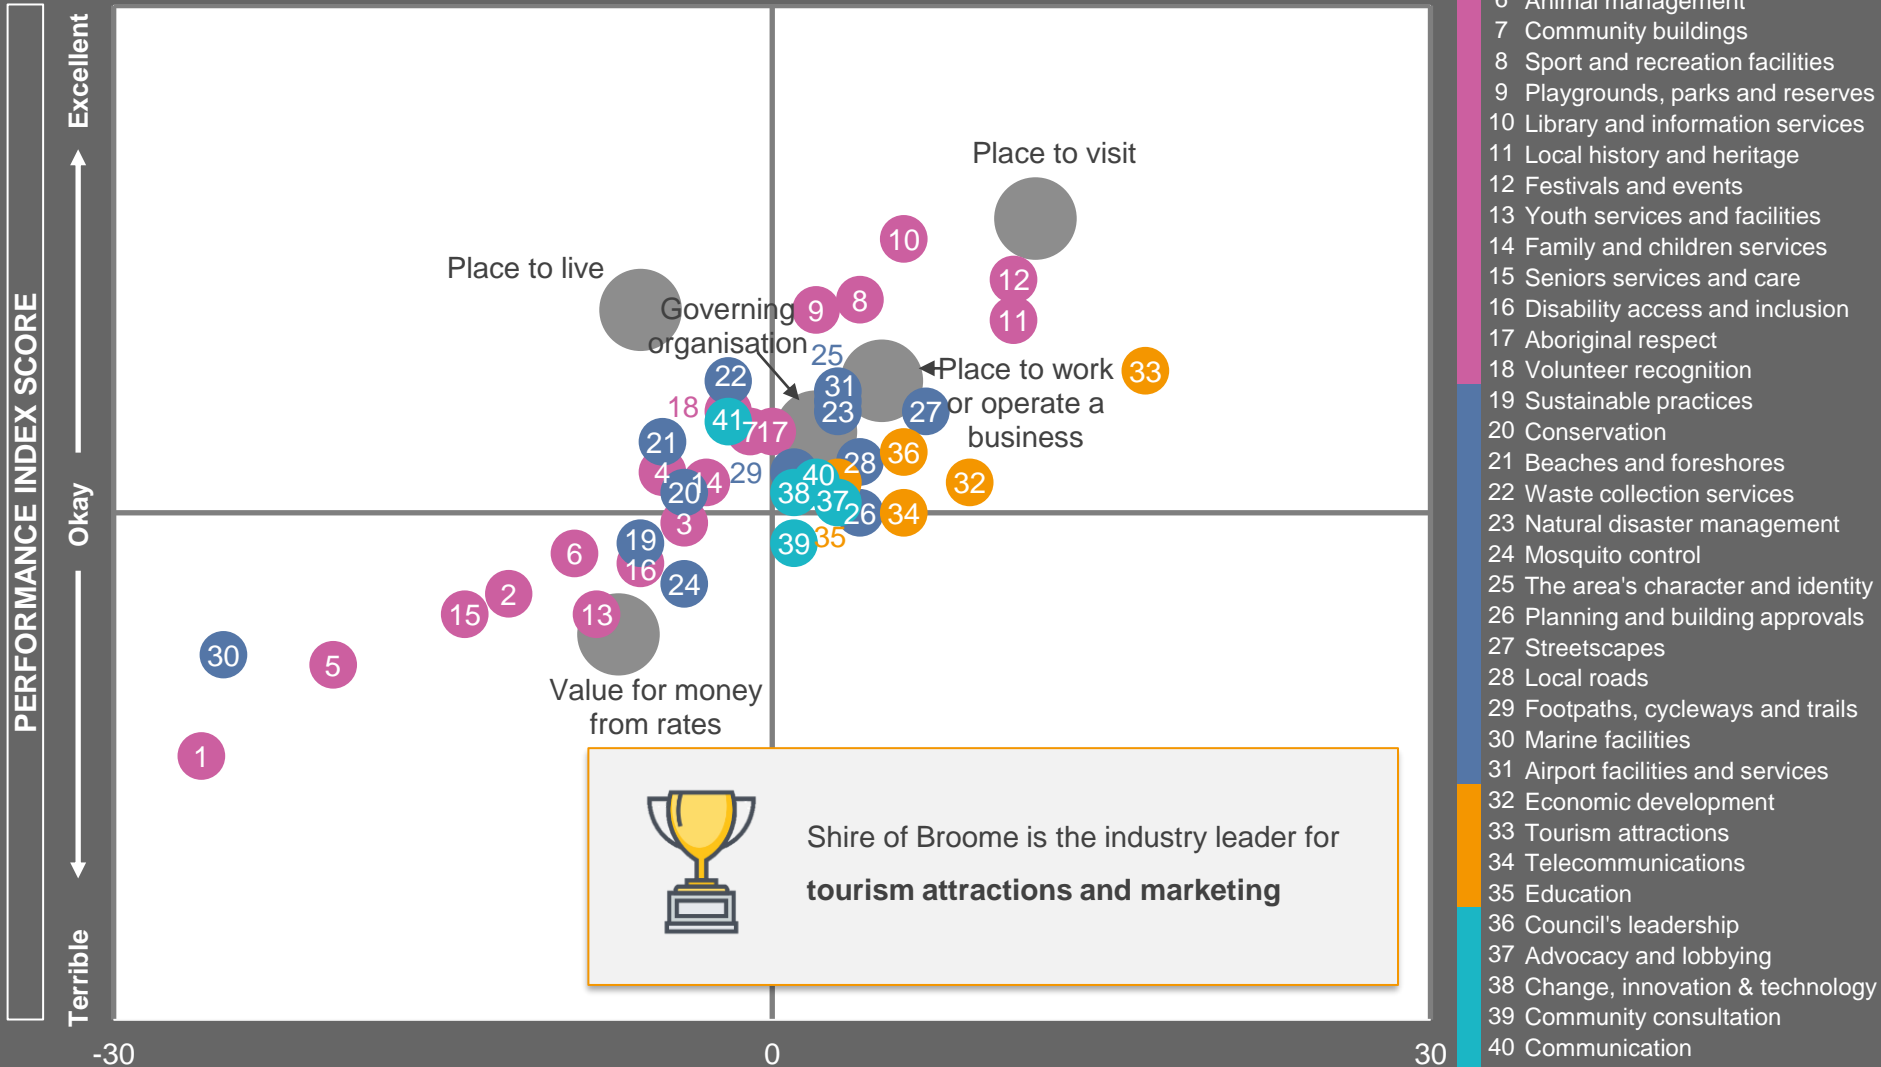 PERFORMANCE INDEX SCORE
Excellent
Okay
Terrible
Place to visit
Place to live
Governing
organisation
Place to work
or operate a
business
Value for money
from rates
10
12
11
9
8
25
33
31
22
23
27
18
41
7
17
21
36
28
4
29
14
40
32
20
38
37
26
34
3
19
39
35
6
16
24
2
15
13
30
5
1
Shire of Broome is the industry leader for
tourism attractions and marketing
-30
0
30
6 Animal management
7 Community buildings
8 Sport and recreation facilities
9 Playgrounds, parks and reserves
10 Library and information services
11 Local history and heritage
12 Festivals and events
13 Youth services and facilities
14 Family and children services
15 Seniors services and care
16 Disability access and inclusion
17 Aboriginal respect
18 Volunteer recognition
19 Sustainable practices
20 Conservation
21 Beaches and foreshores
22 Waste collection services
23 Natural disaster management
24 Mosquito control
25 The area's character and identity
26 Planning and building approvals
27 Streetscapes
28 Local roads
29 Footpaths, cycleways and trails
30 Marine facilities
31 Airport facilities and services
32 Economic development
33 Tourism attractions
34 Telecommunications
35 Education
36 Council's leadership
37 Advocacy and lobbying
38 Change, innovation & technology
39 Community consultation
40 Communication